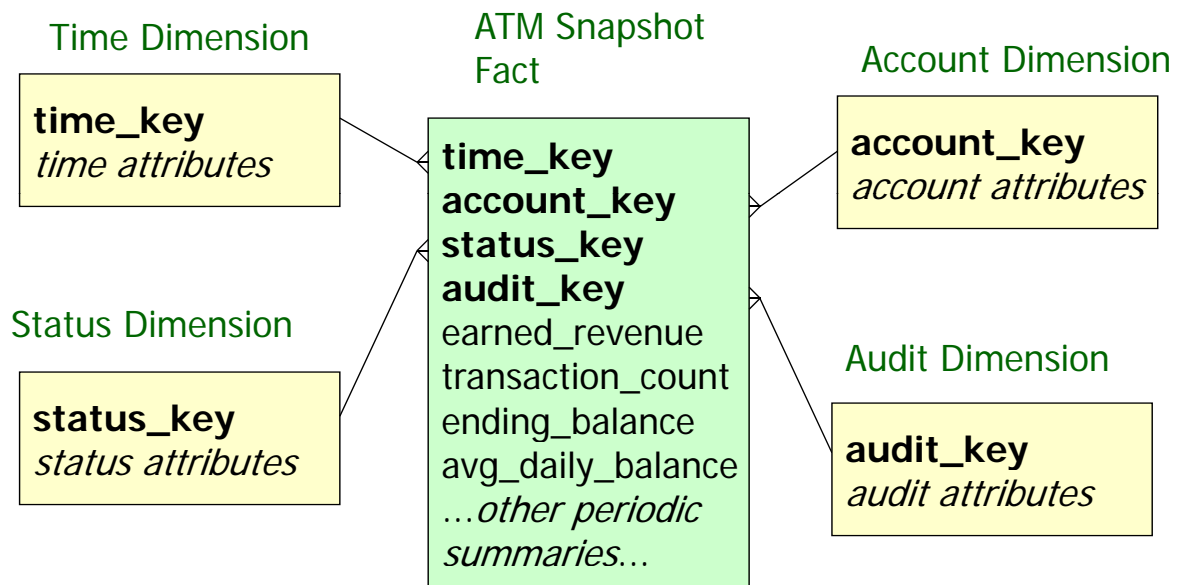 Time Dimension
time_key
time attributes
Status Dimension
status_key
status attributes
ATM Snapshot
Fact
time_key
account_key
status_key
audit_key
earned_revenue
transaction_count
ending_balance
avg_daily_balance
...other periodic
summaries...
Account Dimension
account_key
account attributes
Audit Dimension
audit_key
audit attributes